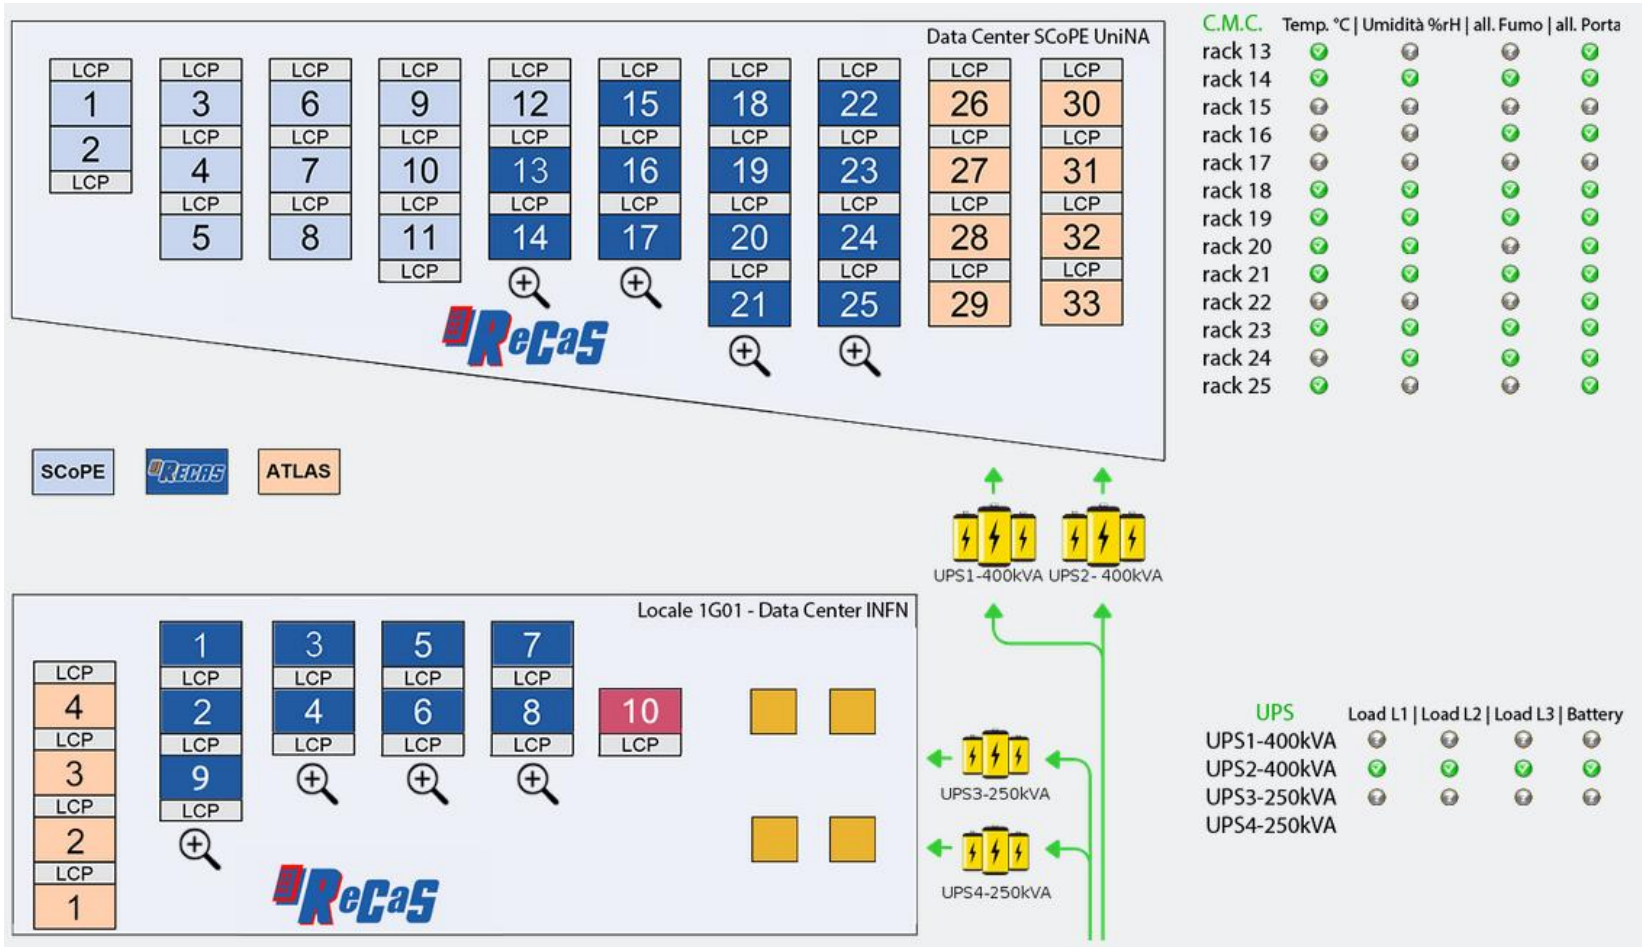 Data Center SCoPE UniNA
LCP LCP LCP LCP LCP LCP LCP LCP LCP LCP
1 3 6 9 12 15 18 22 26 30
LCP LCP LCP LCP LCP LCP LCP LCP LCP
2 4 7 10 13 16 19 23 27 31
LCP LCP LCP LCP LCP LCP LCP LCP LCP LCP
5 8 11 14 17 20 24 28 32
LCP LCP LCP LCP LCP
21 25 29 33
ReCaS
C.M.C. Temp. °C | Umidità %rH | all. Fumo | all. Porta
rack 13
rack 14
rack 15
rack 16
rack 17
rack 18
rack 19
rack 20
rack 21
rack 22
rack 23
rack 24
rack 25
SCoPE RECAS ATLAS
UPS1-400kVA UPS2- 400kVA
Locale 1G01 - Data Center INFN
1 3 5 7
LCP LCP LCP LCP LCP
4 2 4 6 8 10
LCP LCP LCP LCP LCP LCP
3 9
LCP LCP
2
LCP
1
ReCaS
UPS3-250kVA
UPS4-250kVA
UPS Load L1 | Load L2 | Load L3 | Battery
UPS1-400kVA
UPS2-400kVA
UPS3-250kVA
UPS4-250kVA